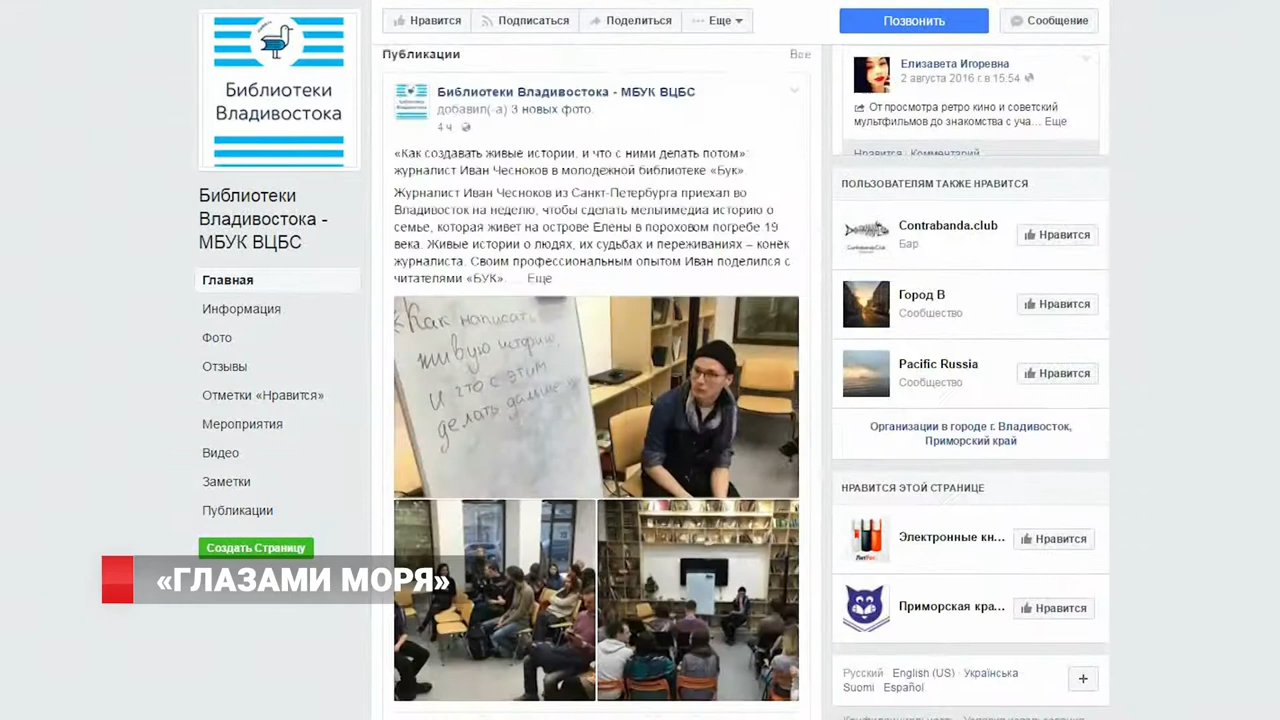 Библиотеки
Владивостока
Библиотеки
Владивостока -
МБУК ВЦБС
Главная
Информация
Фото
Отзывы
Отметки «Нравится»
Мероприятия
Видео
Заметки
Публикации
Создать Страницу
«ГЛАЗАМИ МОРЯ»
Нравится
Подписаться
Поделиться
Еще
Позвонить
Сообщение
Публикации
Все
Библиотеки Владивостока - МБУК ВЦБС
добавил(-а) 3 новых фото.
4 ч
«Как создавать живые истории, и что с ними делать потом»:
журналист Иван Чесноков в молодежной библиотеке «Бук»
Журналист Иван Чесноков из Санкт-Петербурга приехал во
Владивосток на неделю, чтобы сделать мельтимедиа историю о
семье, которая живет на острове Елены в пороховом погребе 19
века. Живые истории о людях, их судьбах и переживаниях – конёк
журналиста. Своим профессиональным опытом Иван поделился с
читателями «БУК». ... Еще
Как написать
живую историю
и что с этим
делать дальше
Елизавета Игоревна
2 августа 2016 г. в 15:54
От просмотра ретро кино и советский
мультфильмов до знакомства с уча... Еще
Нравится · Комментарий
ПОЛЬЗОВАТЕЛЯМ ТАКЖЕ НРАВИТСЯ
Contrabanda.club
Бар
Нравится
Город В
Сообщество
Нравится
Pacific Russia
Сообщество
Нравится
Организации в городе г. Владивосток,
Приморский край
НРАВИТСЯ ЭТОЙ СТРАНИЦЕ
Электронные кн...
Нравится
Приморская кра...
Нравится
Русский · English (US) · Українська
Suomi · Español
+